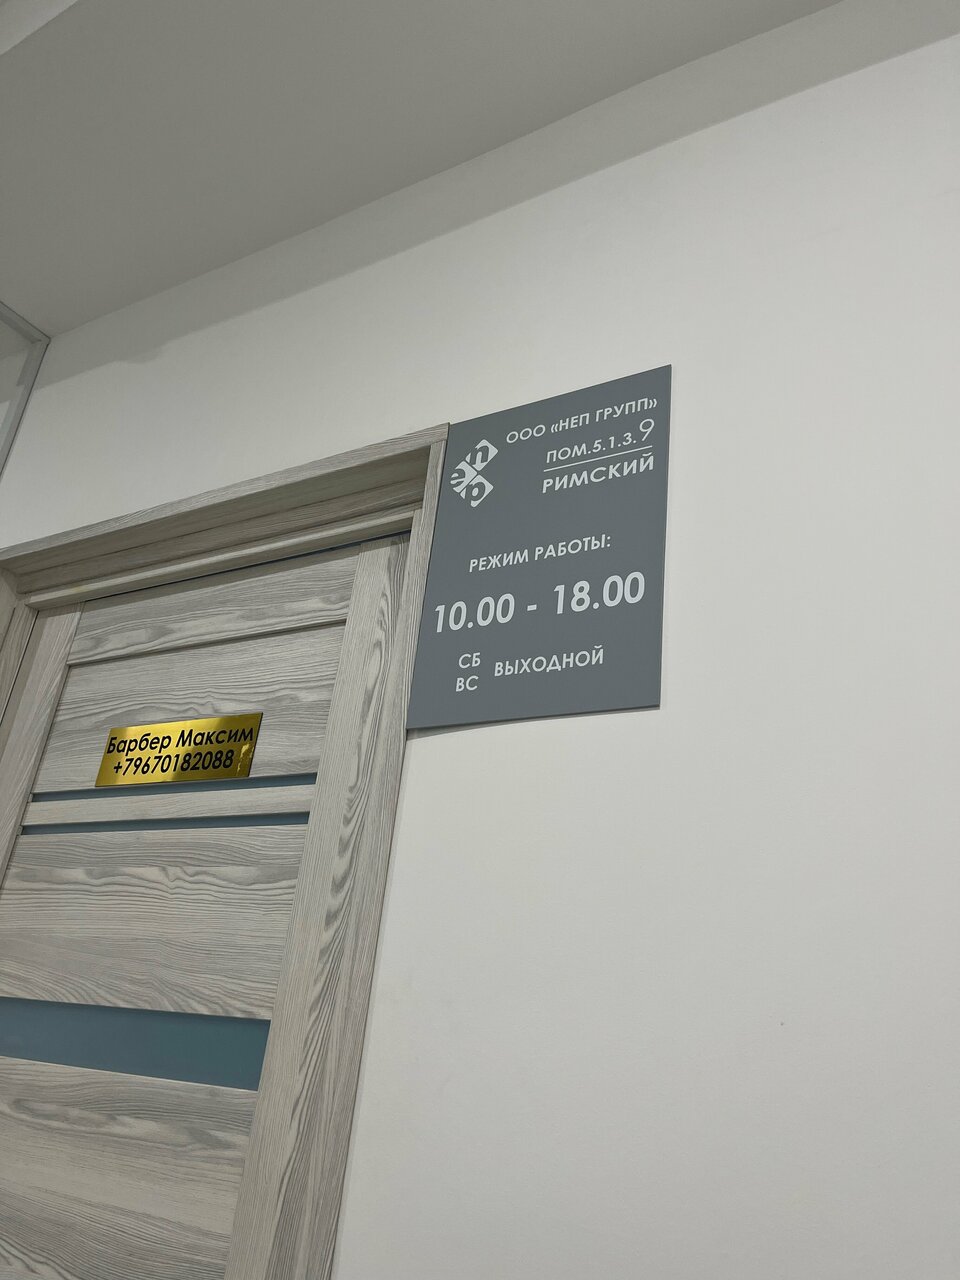 ООО «НЕП ГРУПП»
ПОМ.5.1.3.9
РИМСКИЙ
РЕЖИМ РАБОТЫ:
10.00 - 18.00
СБ
ВС
ВЫХОДНОЙ
Барбер Максим
+79670182088